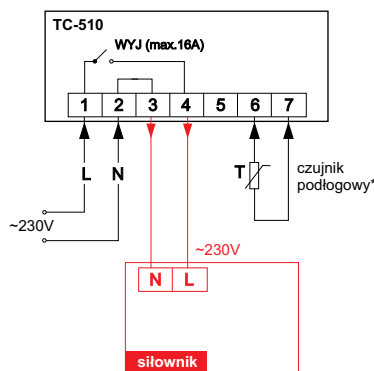 TC-510
WYJ (max.16A)
1 2 3 4 5 6 7
L N
T
czujnik
podłogowy*
~230V
~230V
N L
siłownik